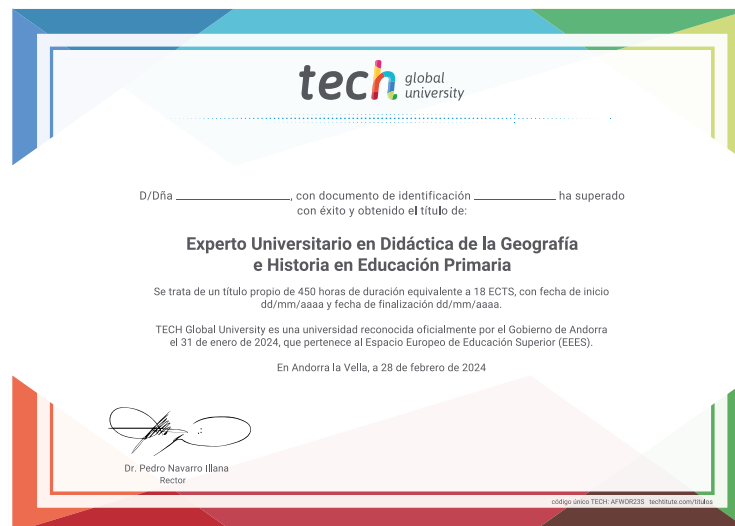 tech global university
D/Dña ____________________, con documento de identificación ______________ ha superado
con éxito y obtenido el título de:
Experto Universitario en Didáctica de la Geografía
e Historia en Educación Primaria
Se trata de un título propio de 450 horas de duración equivalente a 18 ECTS, con fecha de inicio
dd/mm/aaaa y fecha de finalización dd/mm/aaaa.
TECH Global University es una universidad reconocida oficialmente por el Gobierno de Andorra
el 31 de enero de 2024, que pertenece al Espacio Europeo de Educación Superior (EEES).
En Andorra la Vella, a 28 de febrero de 2024
Dr. Pedro Navarro Illana
Rector
código único TECH: AFWOR23S techtitute.com/titulos